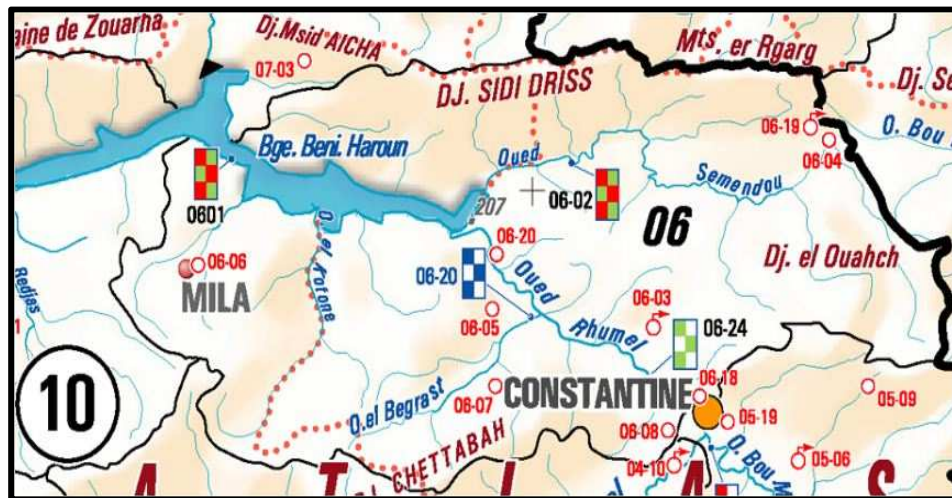 aine de Zouarha
Dj.Msid AICHA
07-03
Mts. er Rgarg
DJ. SIDI DRISS
Dj. Se
06-19
O. Bou
06-04
Bge. Beni. Haroun
Oued
Semendou
0601
06-02
207
06
O. el Kotone
06-20
Dj. el Ouahch
06-06
06-20
Oued
MILA
Redjas
06-05
06-03
Rhumel
06-24
10
06-18
O.el Begrast
06-07
CONSTANTINE
05-09
05-19
06-08
O. Bou M
CHETTABAH
04-10
05-06
Rhumel
A T L A S